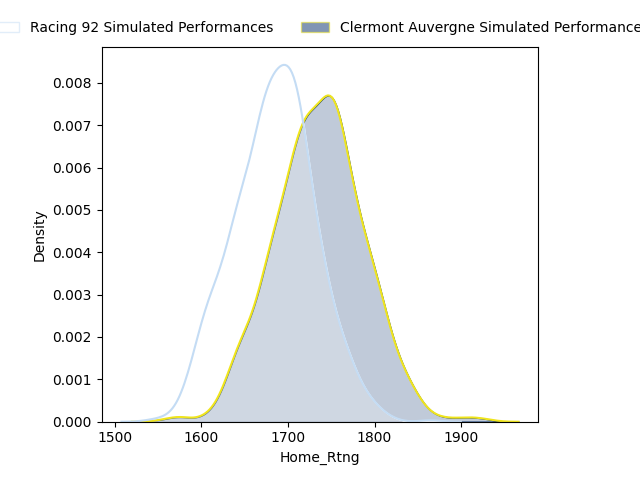 Racing 92 Simulated Performances
Clermont Auvergne Simulated Performance
0.008
0.007
0.006
0.005
0.004
0.003
0.002
0.001
0.000
Density
1500 1600 1700 1800 1900
Home_Rtng